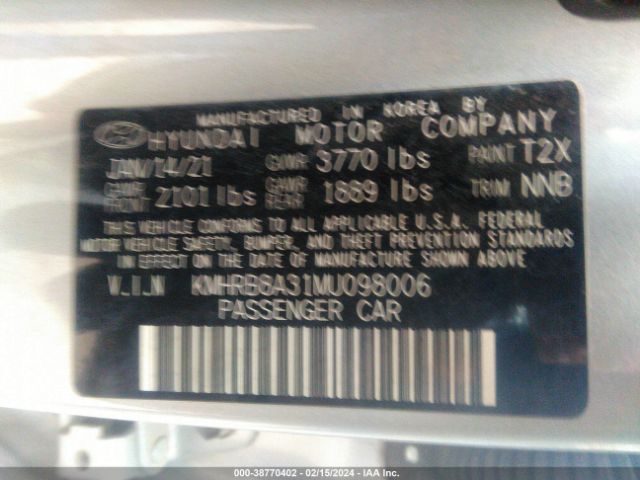 MANUFACTURED IN KOREA BY
HYUNDAI MOTOR COMPANY
JAN/14/21 GVWR 3770 lbs PAINT T2X
GAWR FRONT 2101 lbs GAWR REAR 1889 lbs TRIM NNB
THIS VEHICLE CONFORMS TO ALL APPLICABLE U.S.A. FEDERAL
MOTOR VEHICLE SAFETY, BUMPER, AND THEFT PREVENTION STANDARDS
IN EFFECT ON THE DATE OF MANUFACTURE SHOWN ABOVE
V.I.N KMHRB8A31MU098006
PASSENGER CAR
000-38770402 - 02/15/2024 - IAA Inc.